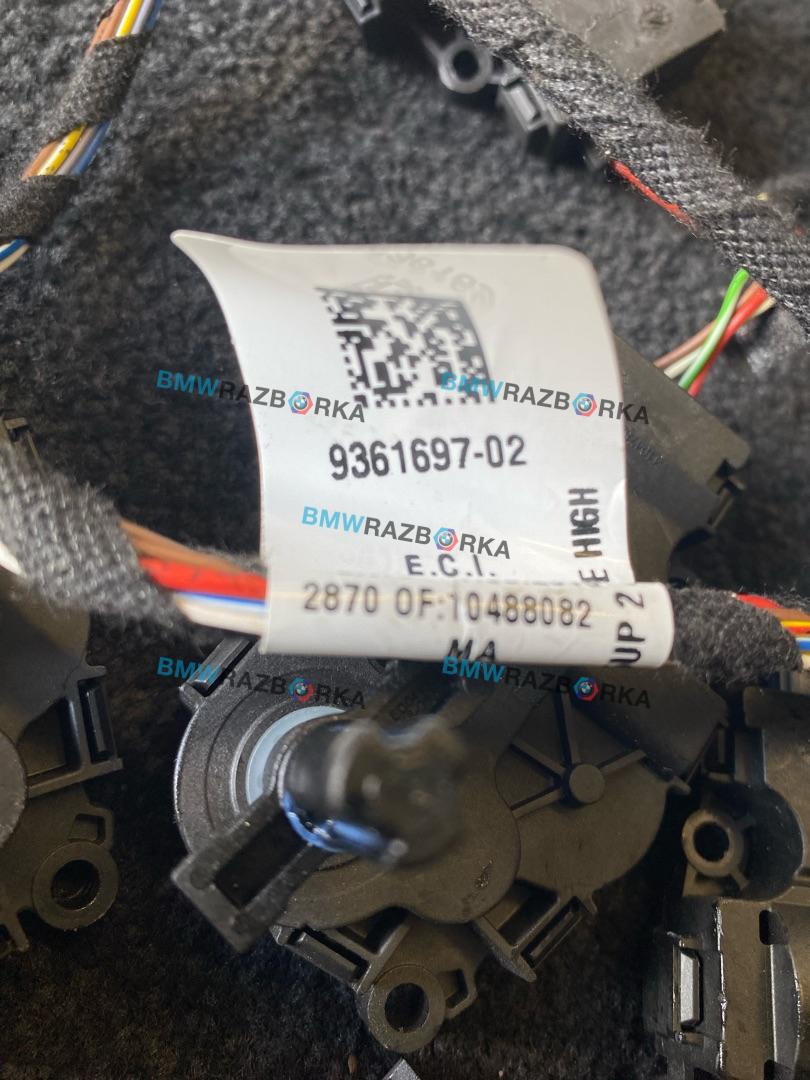 BMWRAZBORKA
BMWRAZBORKA
9361697-02
BMWRAZBORKA
E.C.I.
E HIGH
2870 OF:10488082
UP 2
MA
BMWRAZBORKA
BMWRAZBORKA